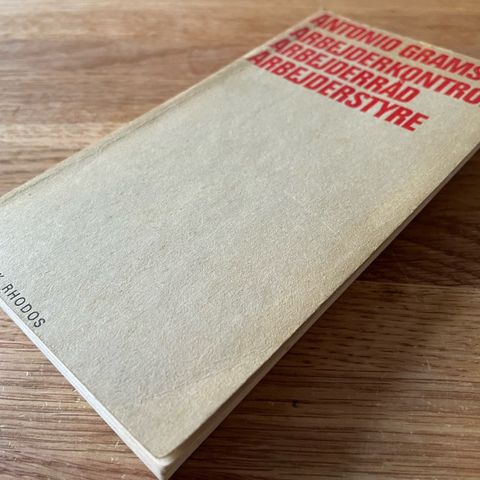 ANTONIO GRAMS
ARBEJDERKONTRO
ARBEJDERRÅD
ARBEJDERSTYRE
K RHODOS